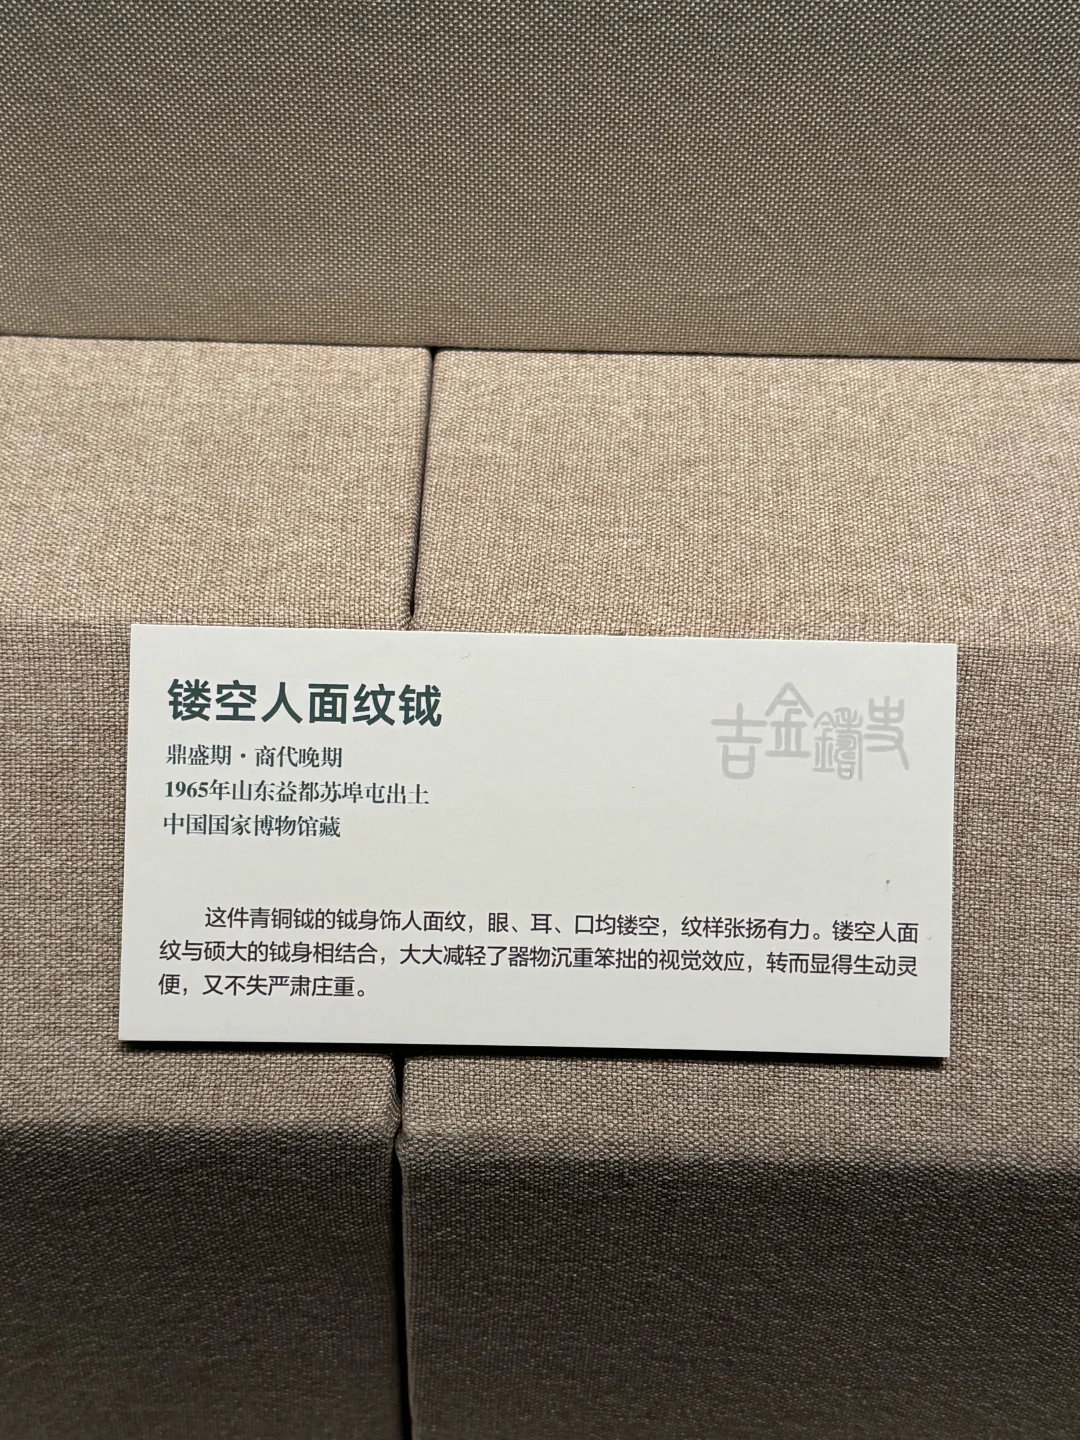 镂空人面纹钺
吉金鑄史
鼎盛期·商代晚期
1965年山东益都苏埠屯出土
中国国家博物馆藏
这件青铜钺的钺身饰人面纹，眼、耳、口均镂空，纹样张扬有力。镂空人面
纹与硕大的钺身相结合，大大减轻了器物沉重笨拙的视觉效应，转而显得生动灵
便，又不失严肃庄重。